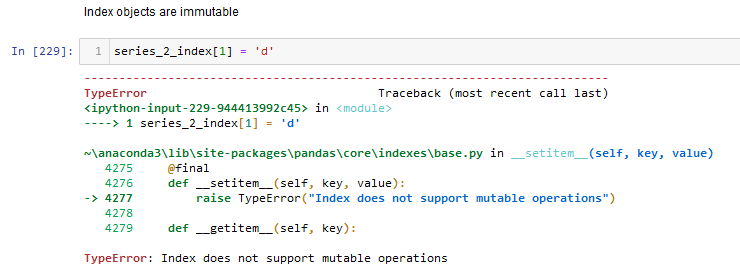 Index objects are immutable
In [229]: 1 series_2_index[1] = 'd'
---------------------------------------------------------------------------
TypeError                                 Traceback (most recent call last)
<ipython-input-229-944413992c45> in <module>
----> 1 series_2_index[1] = 'd'
~\anaconda3\lib\site-packages\pandas\core\indexes\base.py in __setitem__(self, key, value)
   4275     @final
   4276     def __setitem__(self, key, value):
-> 4277         raise TypeError("Index does not support mutable operations")
   4278
   4279     def __getitem__(self, key):
TypeError: Index does not support mutable operations